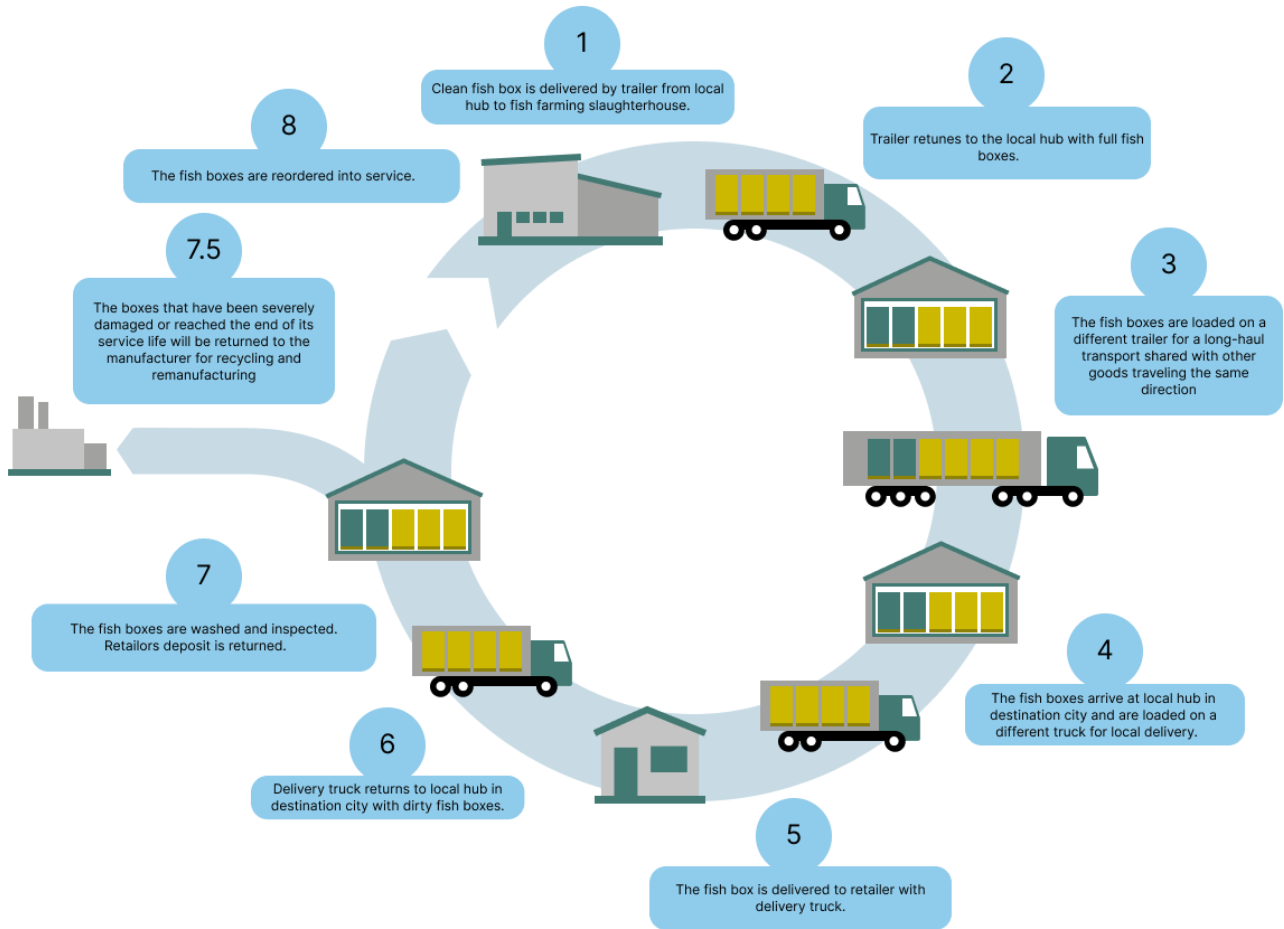 1
Clean fish box is delivered by trailer from local
hub to fish farming slaughterhouse.
2
Trailer retunes to the local hub with full fish
boxes.
3
The fish boxes are loaded on a
different trailer for a long-haul
transport shared with other
goods traveling the same
direction
4
The fish boxes arrive at local hub in
destination city and are loaded on a
different truck for local delivery.
5
The fish box is delivered to retailer with
delivery truck.
6
Delivery truck returns to local hub in
destination city with dirty fish boxes.
7
The fish boxes are washed and inspected.
Retailors deposit is returned.
7.5
The boxes that have been severely
damaged or reached the end of its
service life will be returned to the
manufacturer for recycling and
remanufacturing
8
The fish boxes are reordered into service.